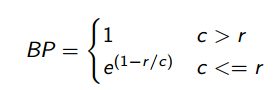 1 c > r
BP =
e^(1−r/c) c <= r